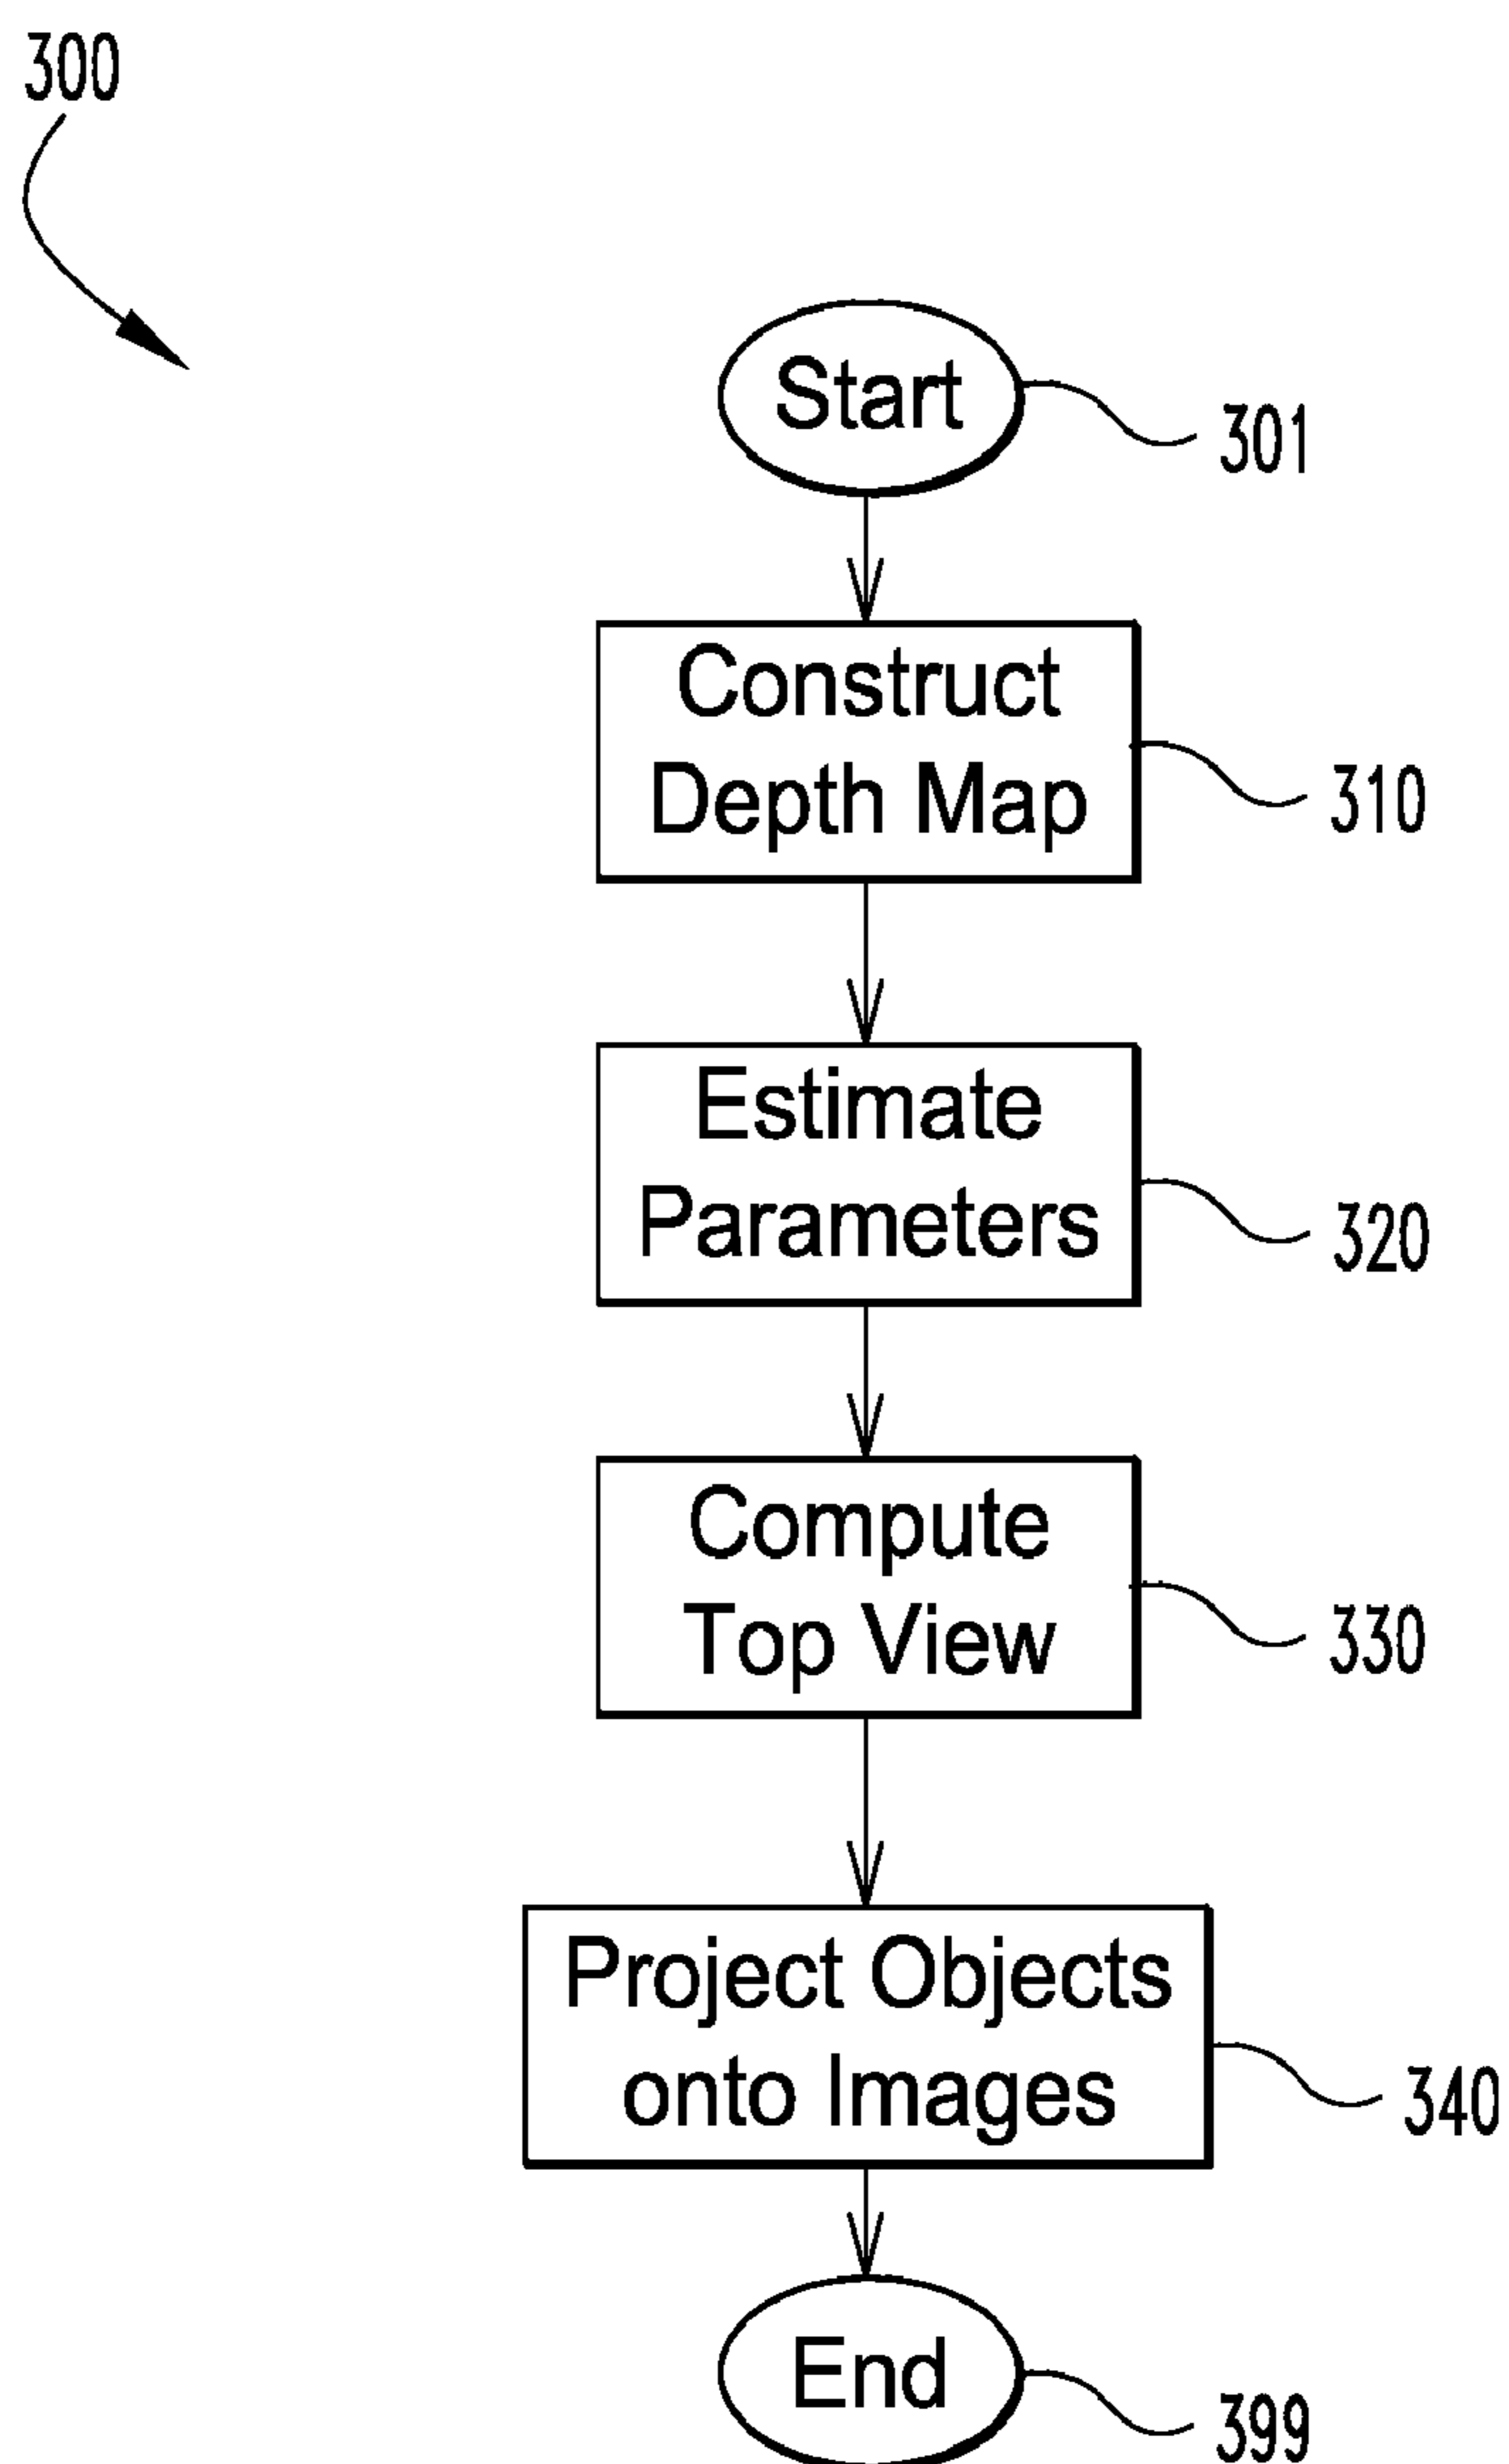 300
Start
301
Construct
Depth Map
310
Estimate
Parameters
320
Compute
Top View
330
Project Objects
onto Images
340
End
399